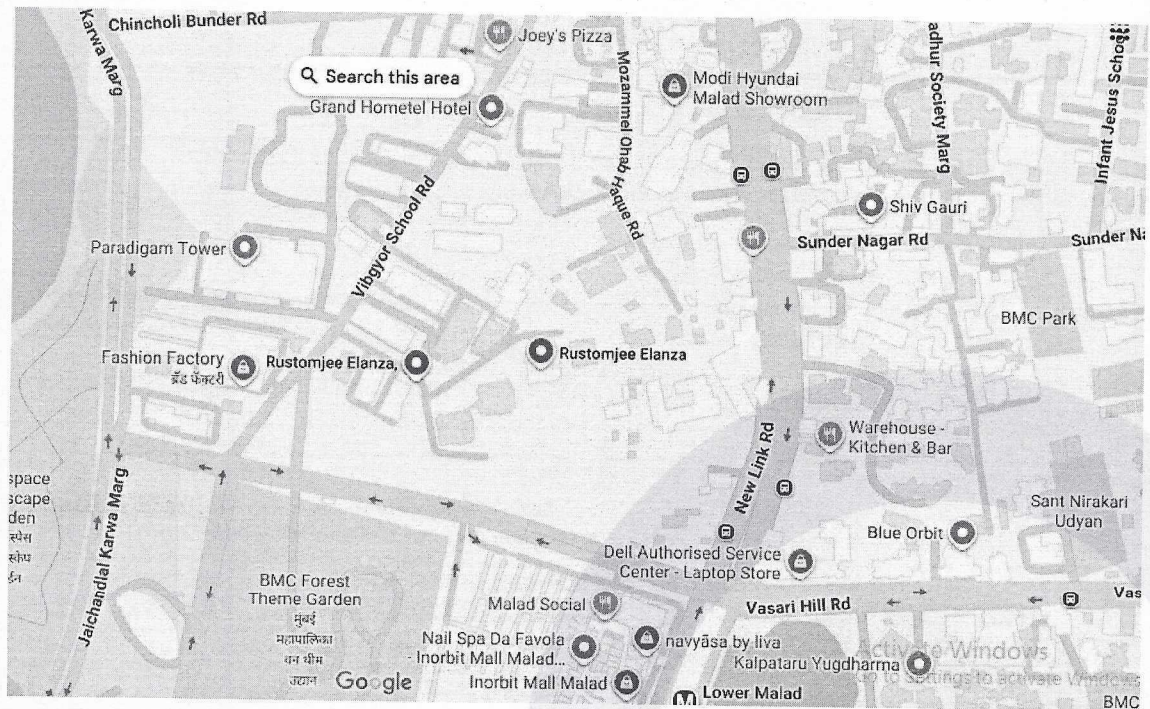 Karwa Marg
Chincholi Bunder Rd
Joey's Pizza
Search this area
Grand Hometel Hotel
Mozammel Ohab Haque Rd
Modi Hyundai
Malad Showroom
adhur Society Marg
Infant Jesus Schoo
Vibgyor School Rd
Shiv Gauri
Paradigam Tower
Sunder Nagar Rd
Sunder Na
BMC Park
Fashion Factory
ब्रँड फॅक्टरी
Rustomjee Elanza,
Rustomjee Elanza
New Link Rd
Warehouse -
Kitchen & Bar
space
scape
den
स्पेस
स्केप
र्डन
Jaichandlal Karwa Marg
Sant Nirakari
Udyan
Blue Orbit
Dell Authorised Service
Center - Laptop Store
BMC Forest
Theme Garden
मुंबई
महापालिका
वन थीम
उद्यान
Malad Social
Vasari Hill Rd
Vas
Nail Spa Da Favola
- Inorbit Mall Malad...
navyāsa by liva
Kalpataru Yugdharma
Activate Windows
Go to Settings to activate Windows
Google
Inorbit Mall Malad
M
Lower Malad
BMC